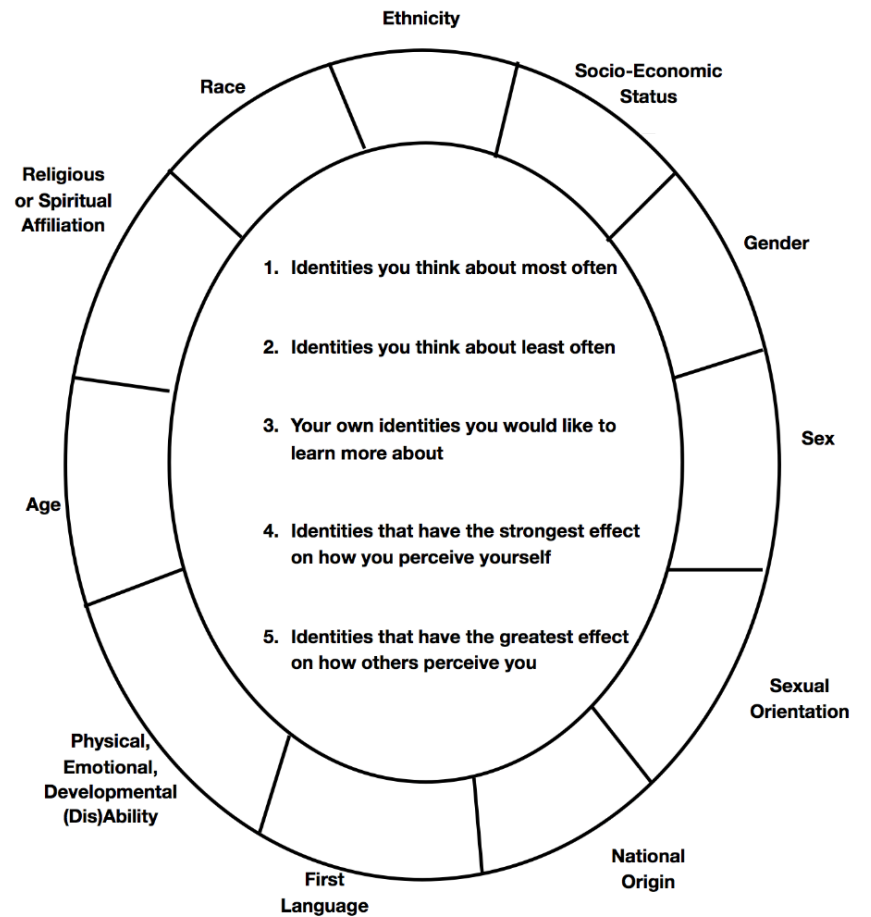 Ethnicity
Socio-Economic
Status
Race
Religious
or Spiritual
Affiliation
Gender
1. Identities you think about most often
2. Identities you think about least often
3. Your own identities you would like to
learn more about
Sex
Age
4. Identities that have the strongest effect
on how you perceive yourself
5. Identities that have the greatest effect
on how others perceive you
Sexual
Orientation
Physical,
Emotional,
Developmental
(Dis)Ability
National
Origin
First
Language